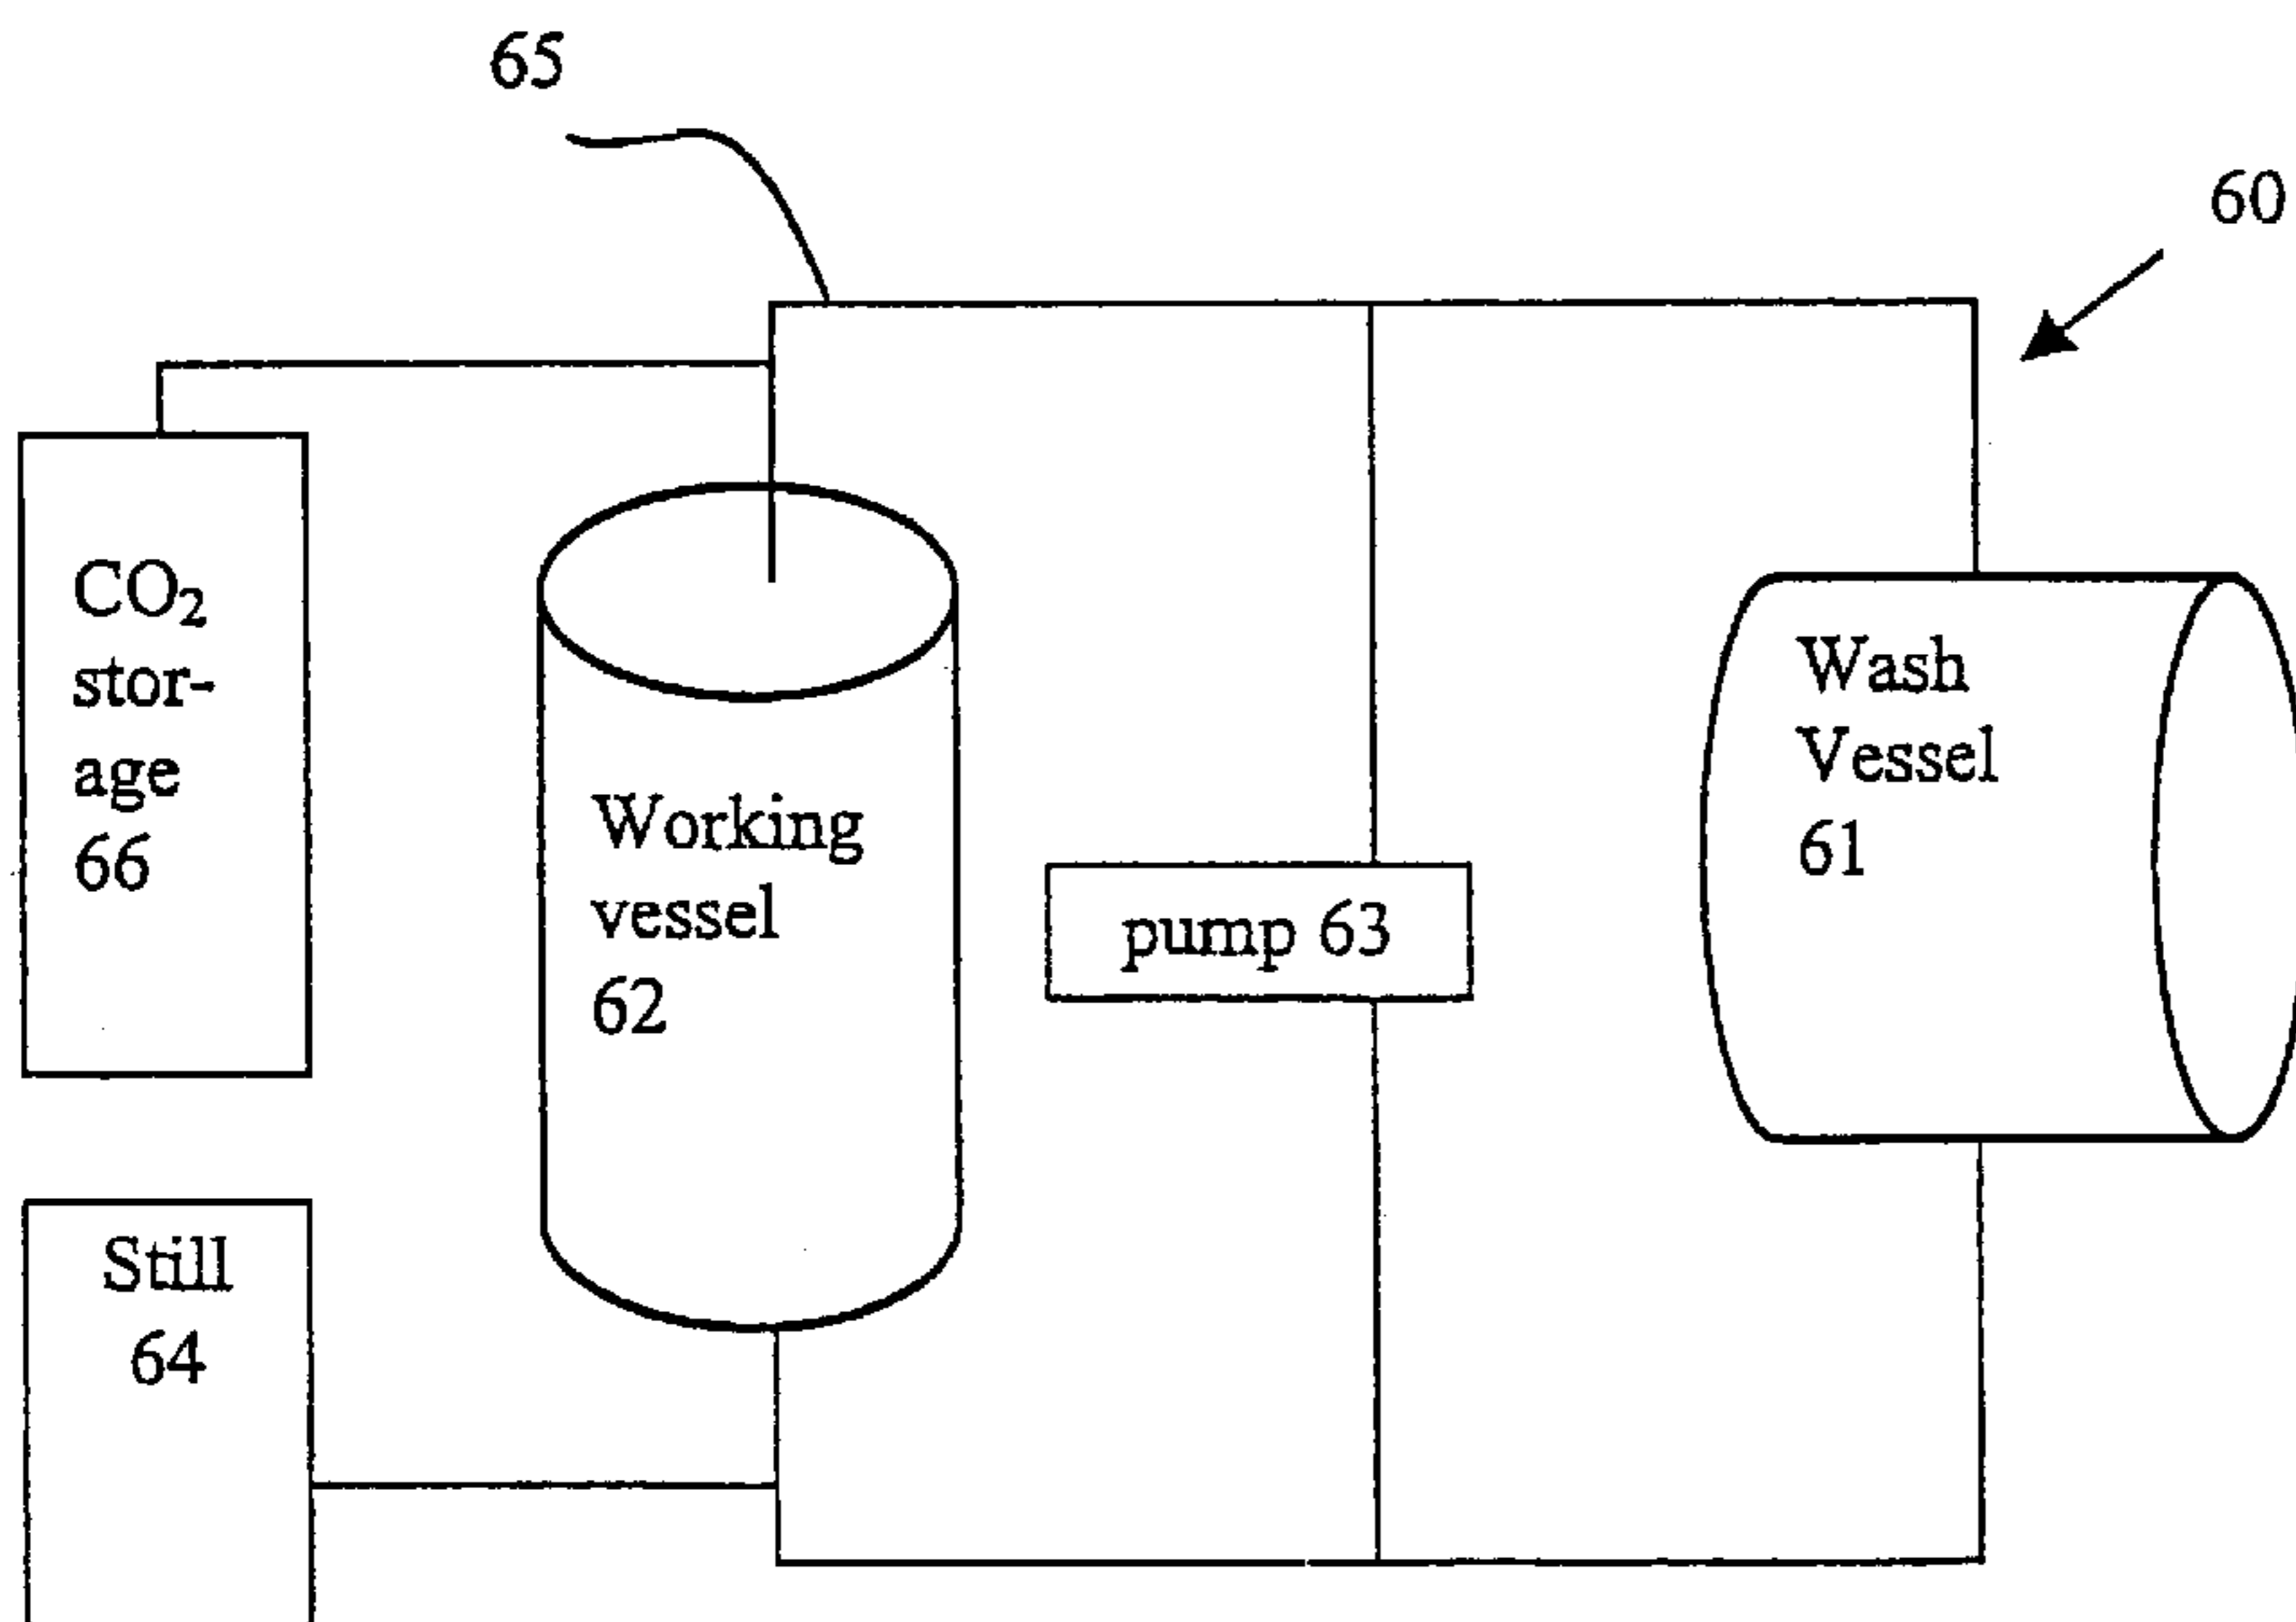 65
60
CO₂
stor-
age
66
Working
vessel
62
pump 63
Wash
Vessel
61
Still
64